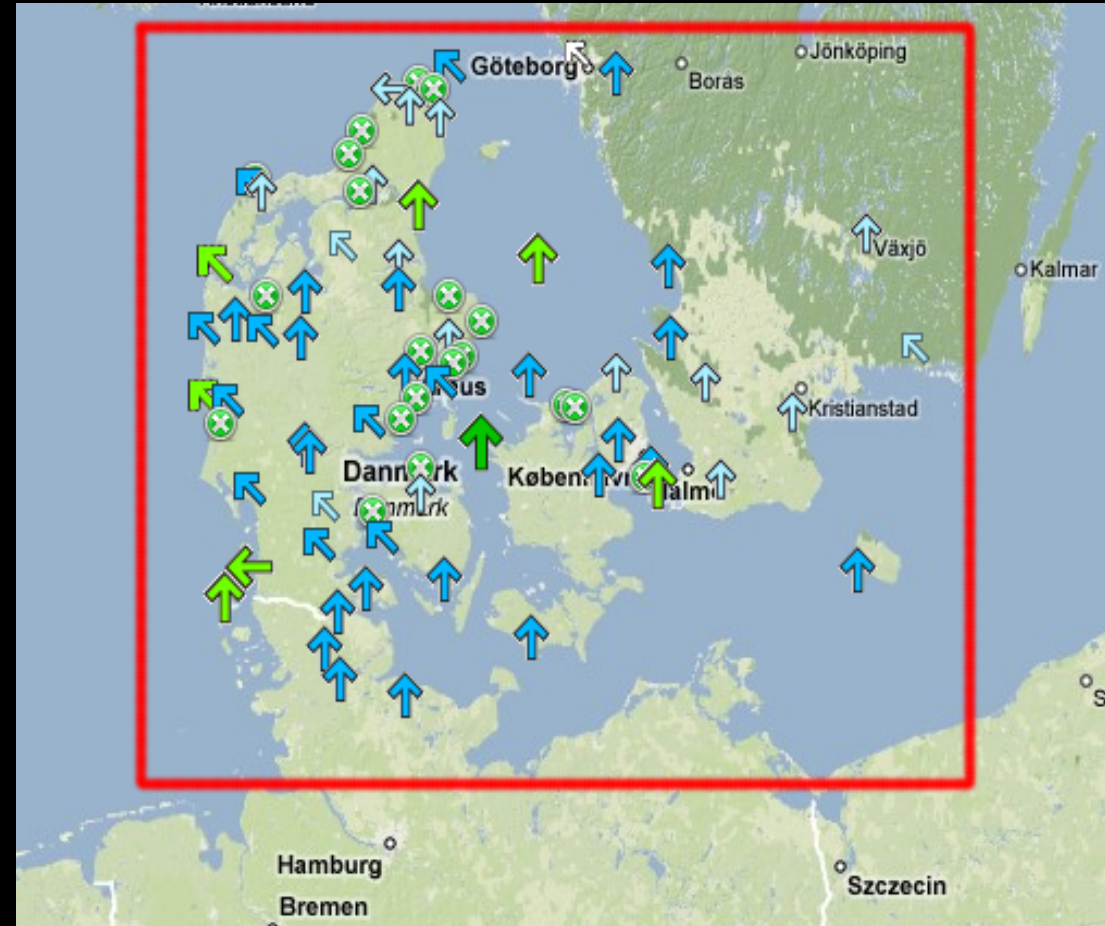 Göteborg
Jönköping
Borås
Växjö
Kalmar
Kristianstad
Danmark
Hamburg
Szczecin
Bremen